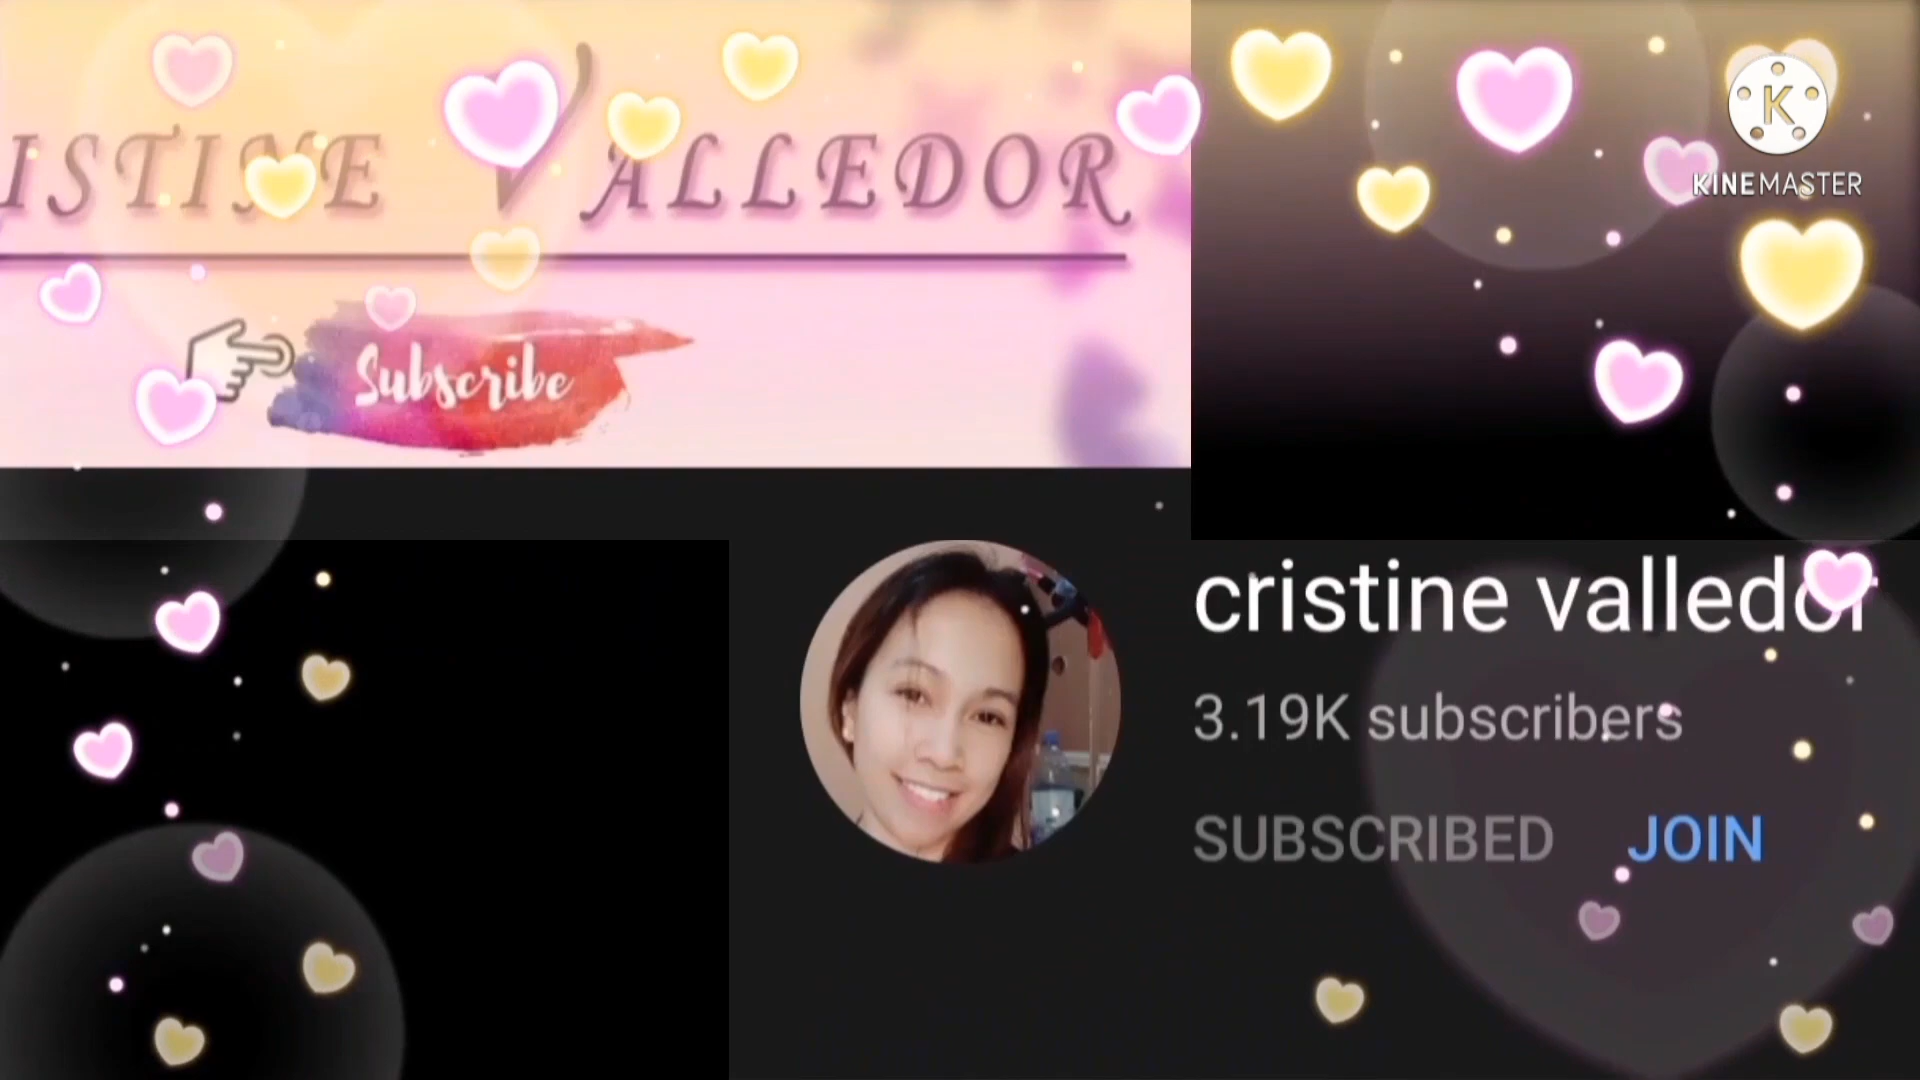 ISTINE VALLEDOR
Subscribe
K
KINEMASTER
cristine valledor
3.19K subscribers
SUBSCRIBED JOIN